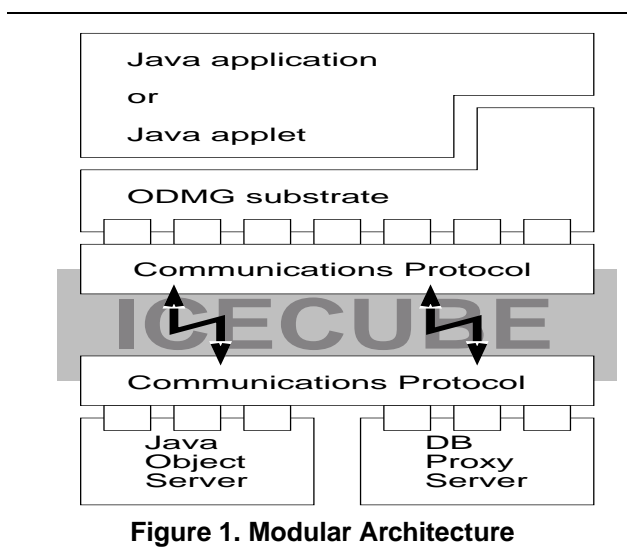 Java application
or
Java applet
ODMG substrate
Communications Protocol
ICECUBE
Communications Protocol
Java
Object
Server
DB
Proxy
Server
Figure 1. Modular Architecture